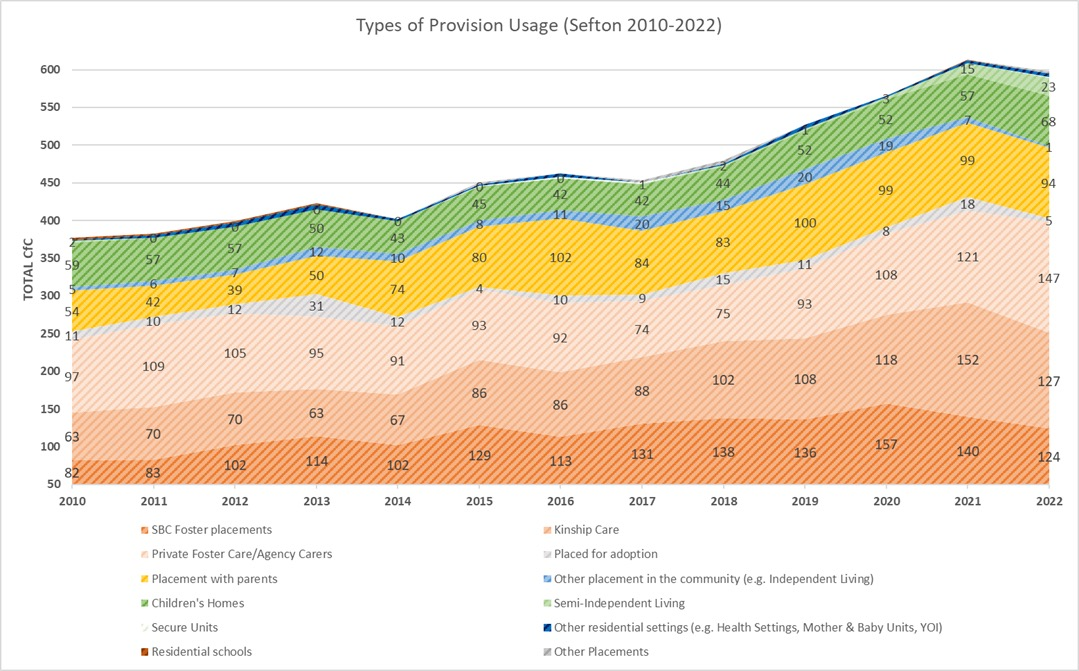 Types of Provision Usage (Sefton 2010-2022)
TOTAL CfC
600
550
500
450
400
350
300
250
200
150
100
50
15 23
3 57 68
1 52 7 1
2 52 19 99 94
0 0 1 44 20 99 18 5
2 0 0 0 0 45 42 42 15 100 8 121 147
59 57 57 50 43 8 11 20 83 11 108
5 6 7 12 10 80 102 84 15 93
54 42 39 50 74 4 10 9 75 118 152 127
11 10 12 31 12 93 92 74 102 108
97 109 105 95 91 86 86 88
63 70 70 63 67 129 113 131 138 136 157 140 124
82 83 102 114 102
2010 2011 2012 2013 2014 2015 2016 2017 2018 2019 2020 2021 2022
SBC Foster placements Kinship Care
Private Foster Care/Agency Carers Placed for adoption
Placement with parents Other placement in the community (e.g. Independent Living)
Children's Homes Semi-Independent Living
Secure Units Other residential settings (e.g. Health Settings, Mother & Baby Units, YOI)
Residential schools Other Placements